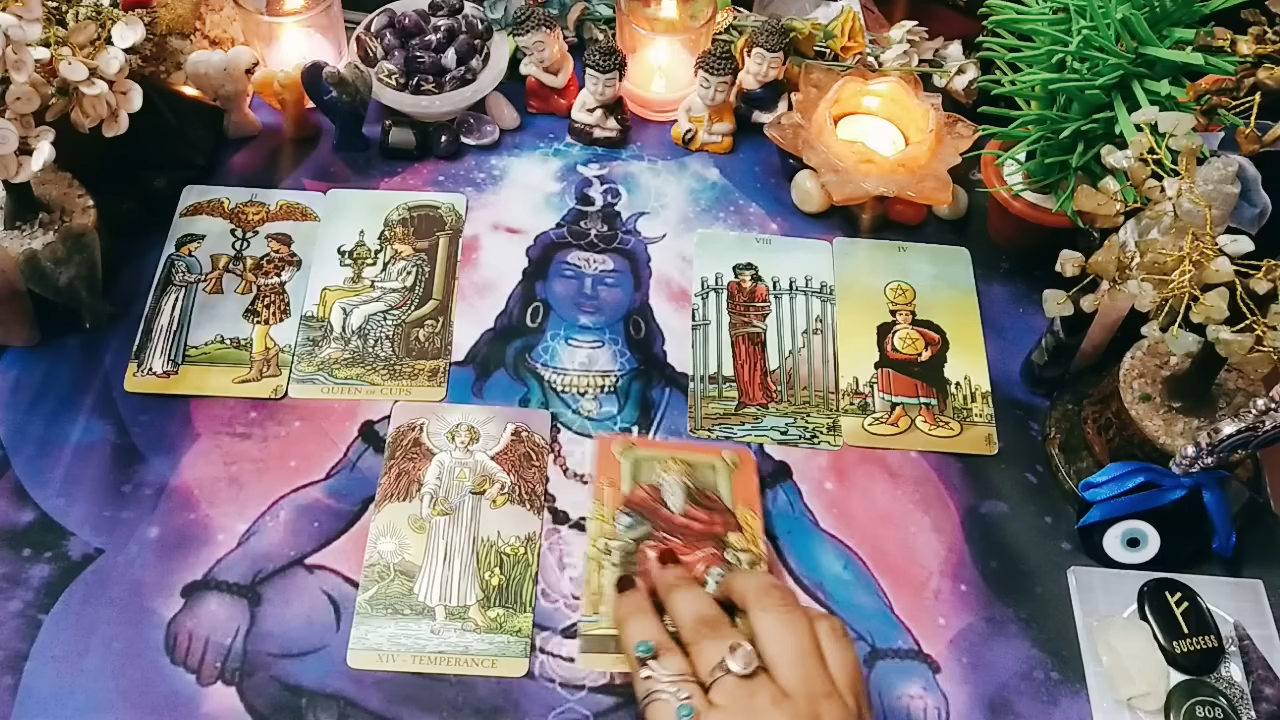 II
QUEEN of CUPS
VIII
IV
XIV - TEMPERANCE
SUCCESS
808